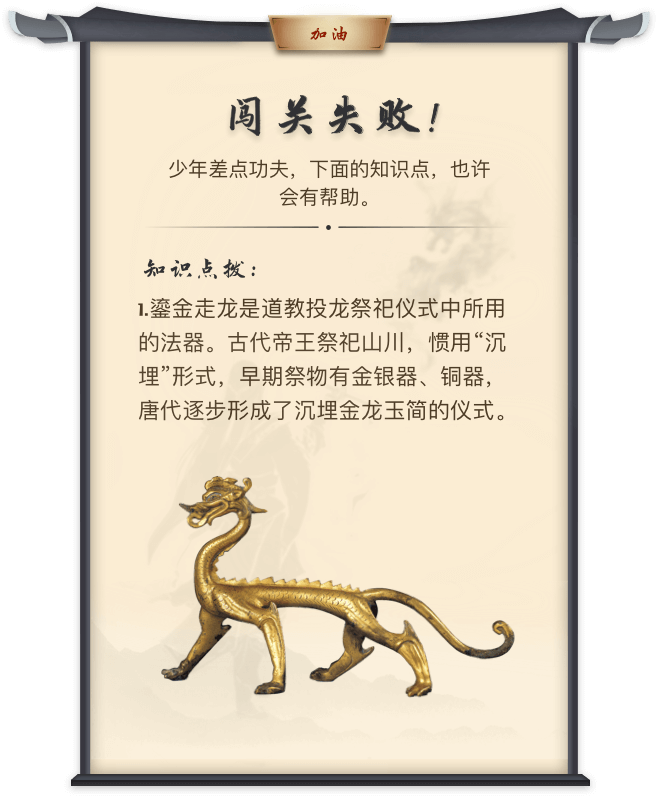 加油
闯关失败!
少年差点功夫，下面的知识点，也许
会有帮助。
知识点拨：
1.鎏金走龙是道教投龙祭祀仪式中所用
的法器。古代帝王祭祀山川，惯用“沉
埋”形式，早期祭物有金银器、铜器，
唐代逐步形成了沉埋金龙玉简的仪式。